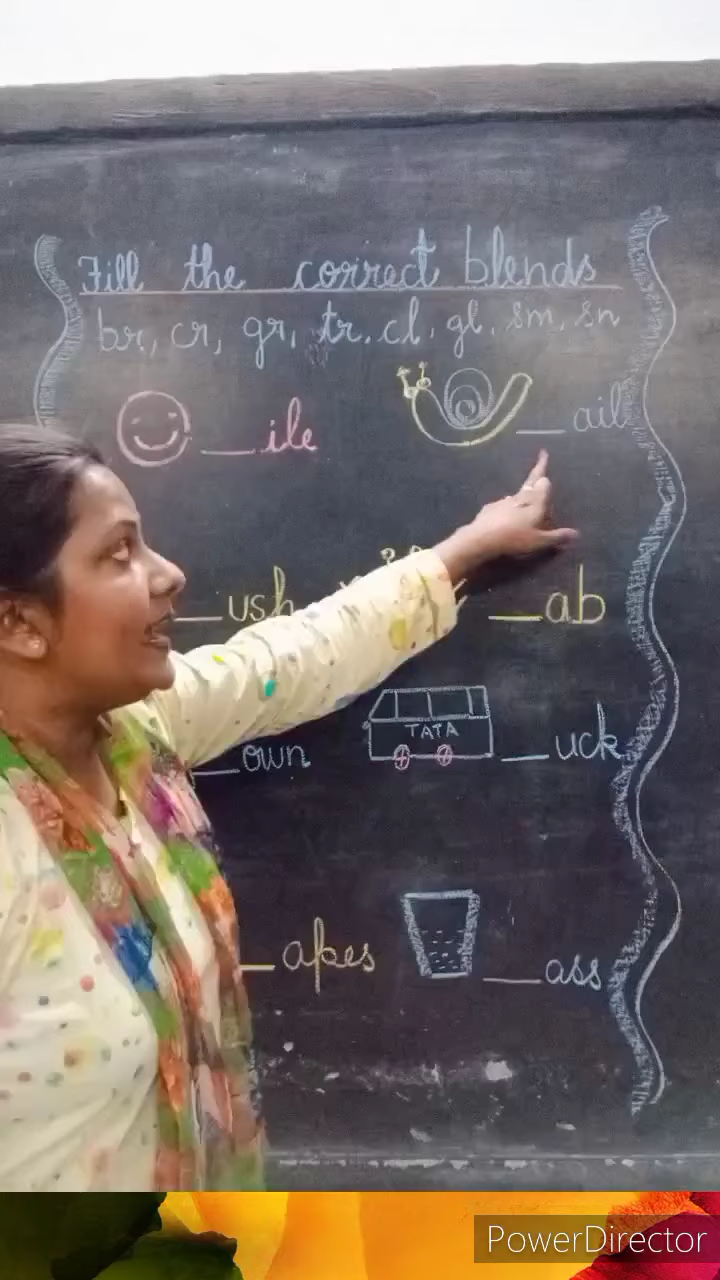 Fill the correct blends
br, cr, gr, tr, cl, gl, sm, sn
__ile __ail
__ush __ab
__own TATA __uck
__apes __ass
PowerDirector